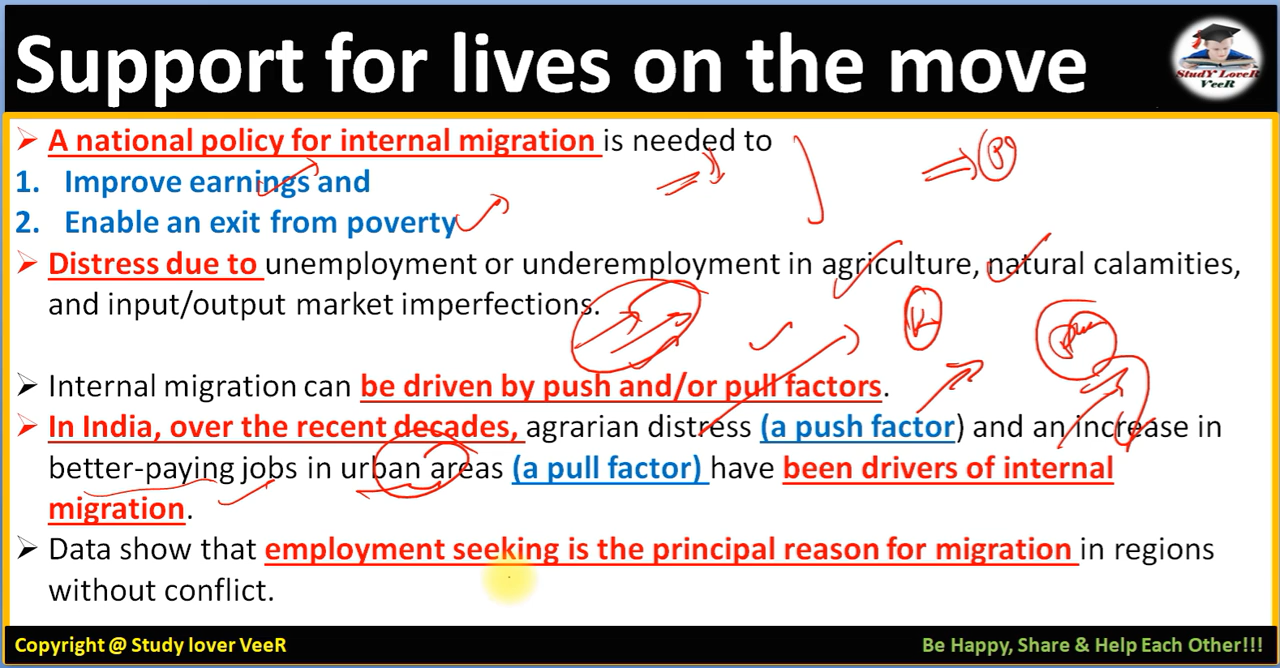 Support for lives on the move
StudY LoveR
VeeR
➢ A national policy for internal migration is needed to
1. Improve earnings and
2. Enable an exit from poverty
➢ Distress due to unemployment or underemployment in agriculture, natural calamities,
and input/output market imperfections.
➢ Internal migration can be driven by push and/or pull factors.
➢ In India, over the recent decades, agrarian distress (a push factor) and an increase in
better-paying jobs in urban areas (a pull factor) have been drivers of internal
migration.
➢ Data show that employment seeking is the principal reason for migration in regions
without conflict.
Copyright @ Study lover VeeR
Be Happy, Share & Help Each Other!!!